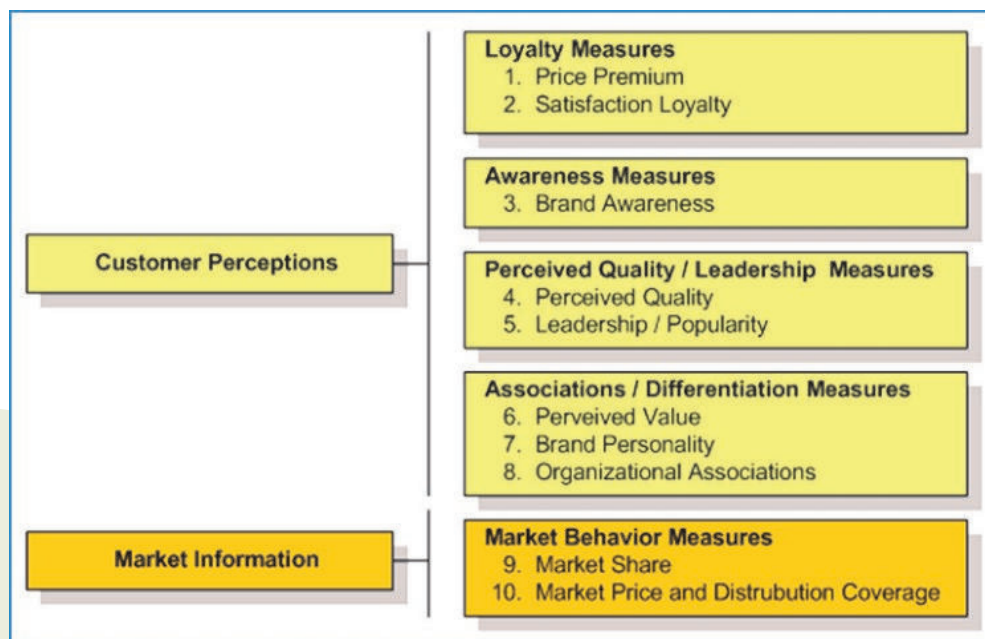 Loyalty Measures
1. Price Premium
2. Satisfaction Loyalty
Awareness Measures
3. Brand Awareness
Customer Perceptions
Perceived Quality / Leadership Measures
4. Perceived Quality
5. Leadership / Popularity
Associations / Differentiation Measures
6. Perveived Value
7. Brand Personality
8. Organizational Associations
Market Information
Market Behavior Measures
9. Market Share
10. Market Price and Distrubution Coverage